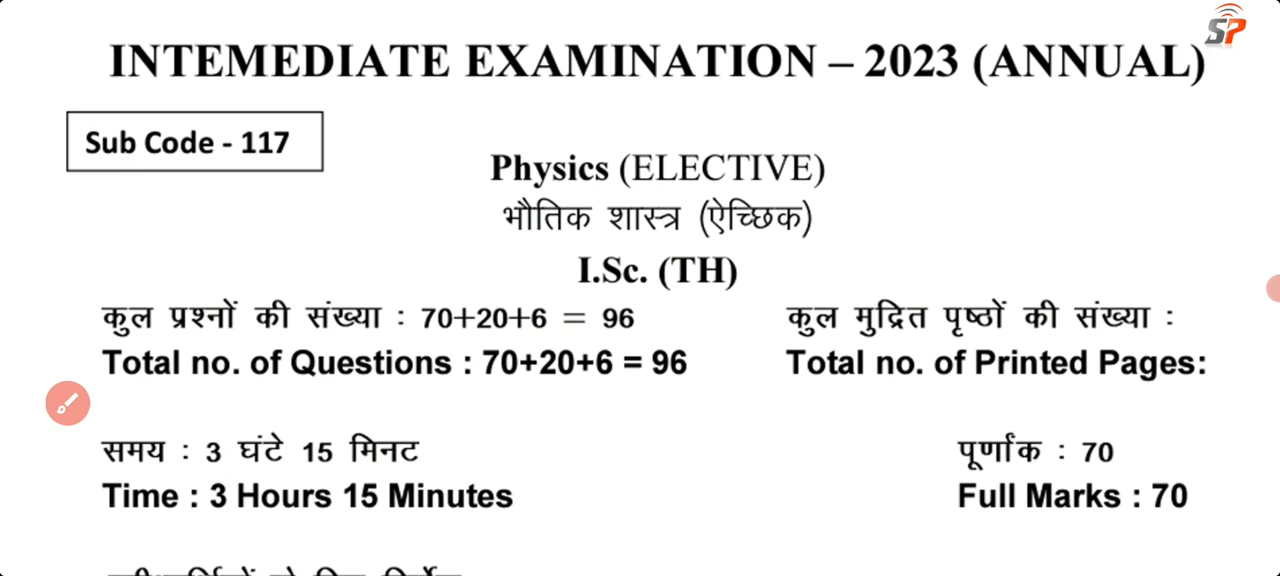 SP
INTEMEDIATE EXAMINATION – 2023 (ANNUAL)
Sub Code - 117
Physics (ELECTIVE)
भौतिक शास्त्र (ऐच्छिक)
I.Sc. (TH)
कुल प्रश्नों की संख्या : 70+20+6 = 96
कुल मुद्रित पृष्ठों की संख्या :
Total no. of Questions : 70+20+6 = 96
Total no. of Printed Pages:
समय : 3 घंटे 15 मिनट
पूर्णांक : 70
Time : 3 Hours 15 Minutes
Full Marks : 70